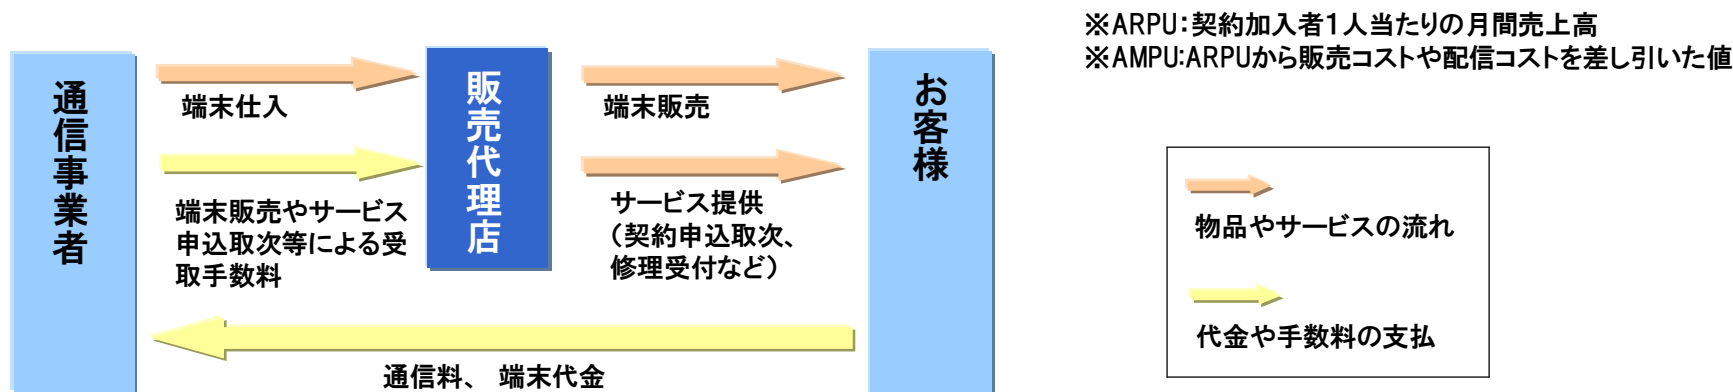 ※ARPU：契約加入者１人当たりの月間売上高
※AMPU:ARPUから販売コストや配信コストを差し引いた値
通信事業者
端末仕入
端末販売やサービス
申込取次等による受
取手数料
販売代理店
端末販売
サービス提供
（契約申込取次、
修理受付など）
お客様
通信料、 端末代金
物品やサービスの流れ
代金や手数料の支払